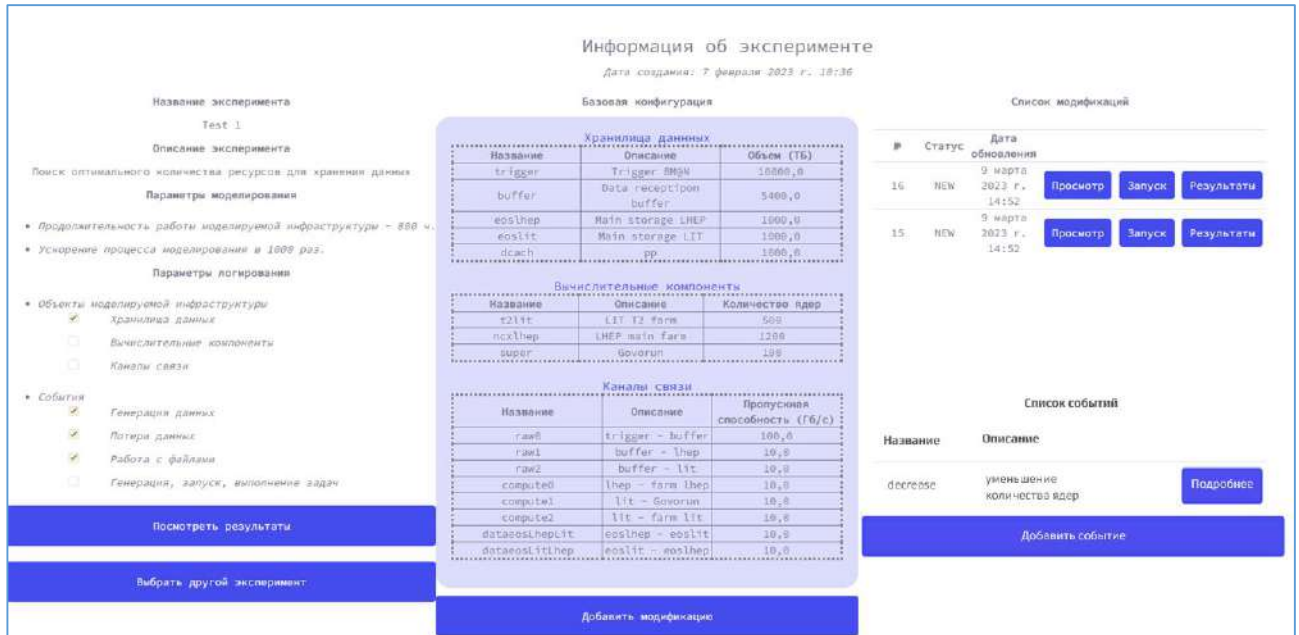 Информация об эксперименте
Дата создания: 7 февраля 2023 г. 18:36
Название эксперимента
Test 1
Описание эксперимента
Поиск оптимального количества ресурсов для хранения данных
Параметры моделирования
• Продолжительность работы моделируемой инфраструктуры - 800 ч.
• Ускорение процесса моделирования в 1000 раз.
Параметры логирования
• Объекты моделируемой инфраструктуры
Хранилища данных
Вычислительные компоненты
Каналы связи
• События
Генерация данных
Потери данных
Работа с файлами
Генерация, запуск, выполнение задач
Посмотреть результаты
Выбрать другой эксперимент
Базовая конфигурация
Хранилища данных
Название Описание Объем (ТБ)
trigger Trigger BM@N 10000,0
buffer Data receptipon buffer 5400,0
eoslhep Main storage LHEP 1000,0
eoslit Main storage LIT 1000,0
dcach pp 1000,0
Вычислительные компоненты
Название Описание Количество ядер
t2lit LIT T2 farm 500
ncxlhep LHEP main farm 1200
super Govorun 100
Каналы связи
Название Описание Пропускная способность (Гб/с)
raw0 trigger - buffer 100,0
raw1 buffer - lhep 10,0
raw2 buffer - lit 10,0
compute0 lhep - farm lhep 10,0
compute1 lit - Govorun 10,0
compute2 lit - farm lit 10,0
dataeosLhepLit eoslhep - eoslit 10,0
dataeosLitLhep eoslit - eoslhep 10,0
Добавить модификацию
Список модификаций
# Статус Дата обновления
16 NEW 9 марта 2023 г. 14:52 Просмотр Запуск Результаты
15 NEW 9 марта 2023 г. 14:52 Просмотр Запуск Результаты
Список событий
Название Описание
decrease уменьшение количества ядер Подробнее
Добавить событие